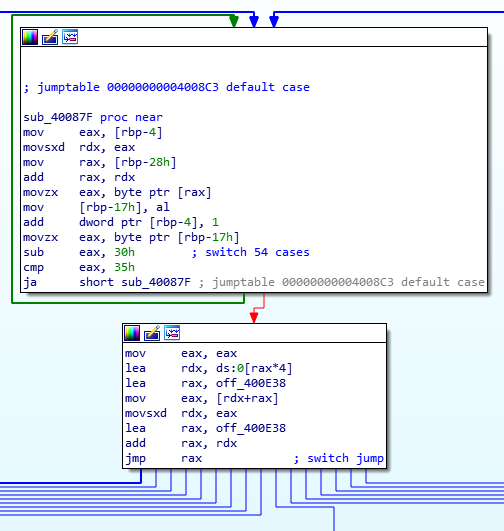 ; jumptable 00000000004008C3 default case
sub_40087F proc near
mov     eax, [rbp-4]
movsxd  rdx, eax
mov     rax, [rbp-28h]
add     rax, rdx
movzx   eax, byte ptr [rax]
mov     [rbp-17h], al
add     dword ptr [rbp-4], 1
movzx   eax, byte ptr [rbp-17h]
sub     eax, 30h        ; switch 54 cases
cmp     eax, 35h
ja      short sub_40087F ; jumptable 00000000004008C3 default case
mov     eax, eax
lea     rdx, ds:0[rax*4]
lea     rax, off_400E38
mov     eax, [rdx+rax]
movsxd  rdx, eax
lea     rax, off_400E38
add     rax, rdx
jmp     rax             ; switch jump